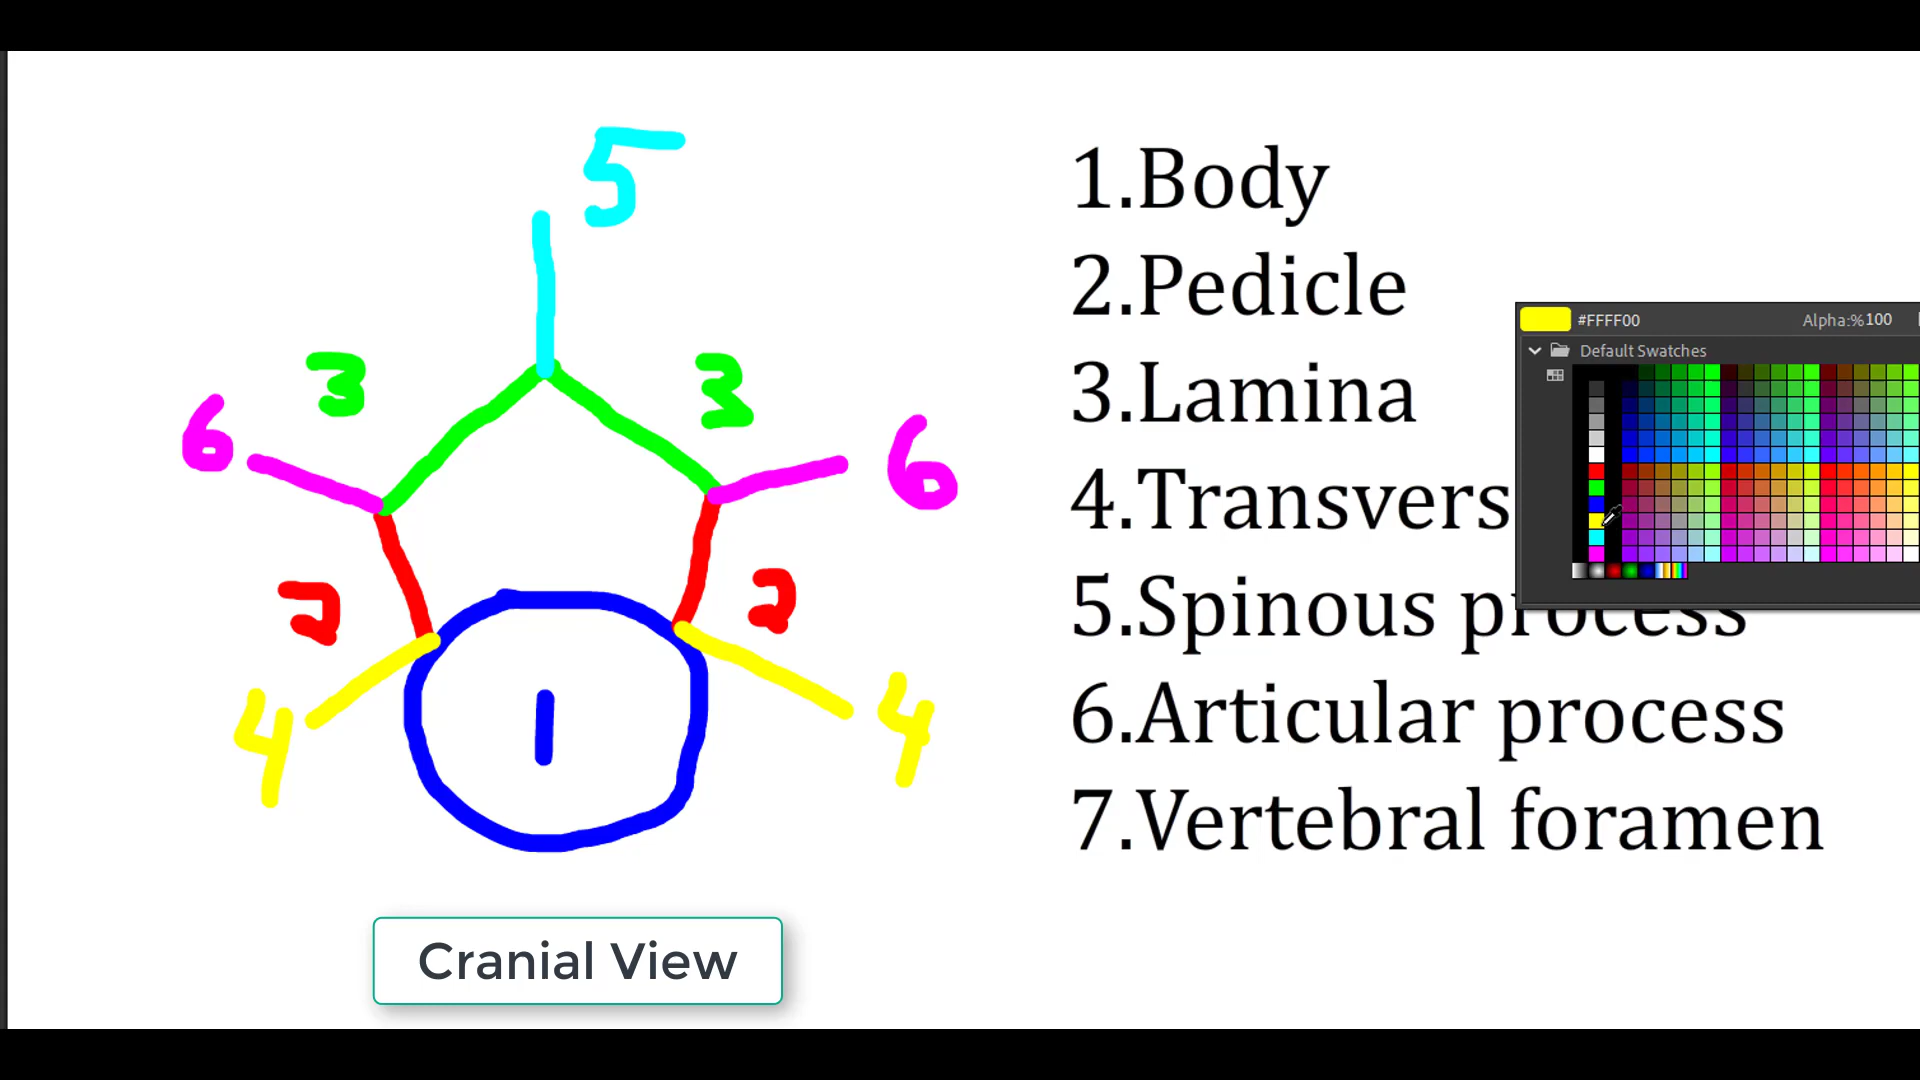 5
3 3
6 6
2 2
4 4
1
Cranial View
1.Body
2.Pedicle
3.Lamina
4.Transvers
5.Spinous process
6.Articular process
7.Vertebral foramen
#FFFF00 Alpha:%100
Default Swatches